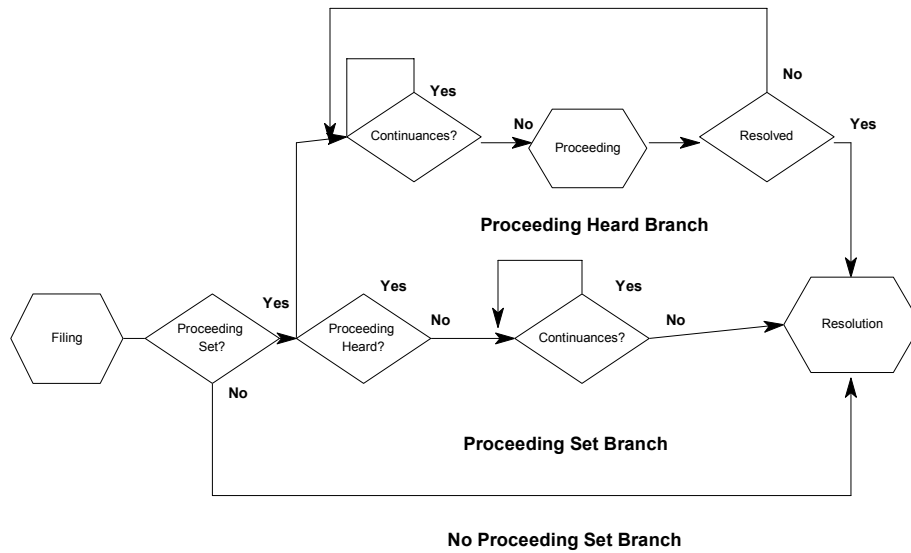 No
Yes
Continuances?
No
Proceeding
Resolved
Yes
Proceeding Heard Branch
Filing
Proceeding
Set?
Yes
Proceeding
Heard?
Yes
No
Continuances?
Yes
No
Resolution
No
Proceeding Set Branch
No Proceeding Set Branch